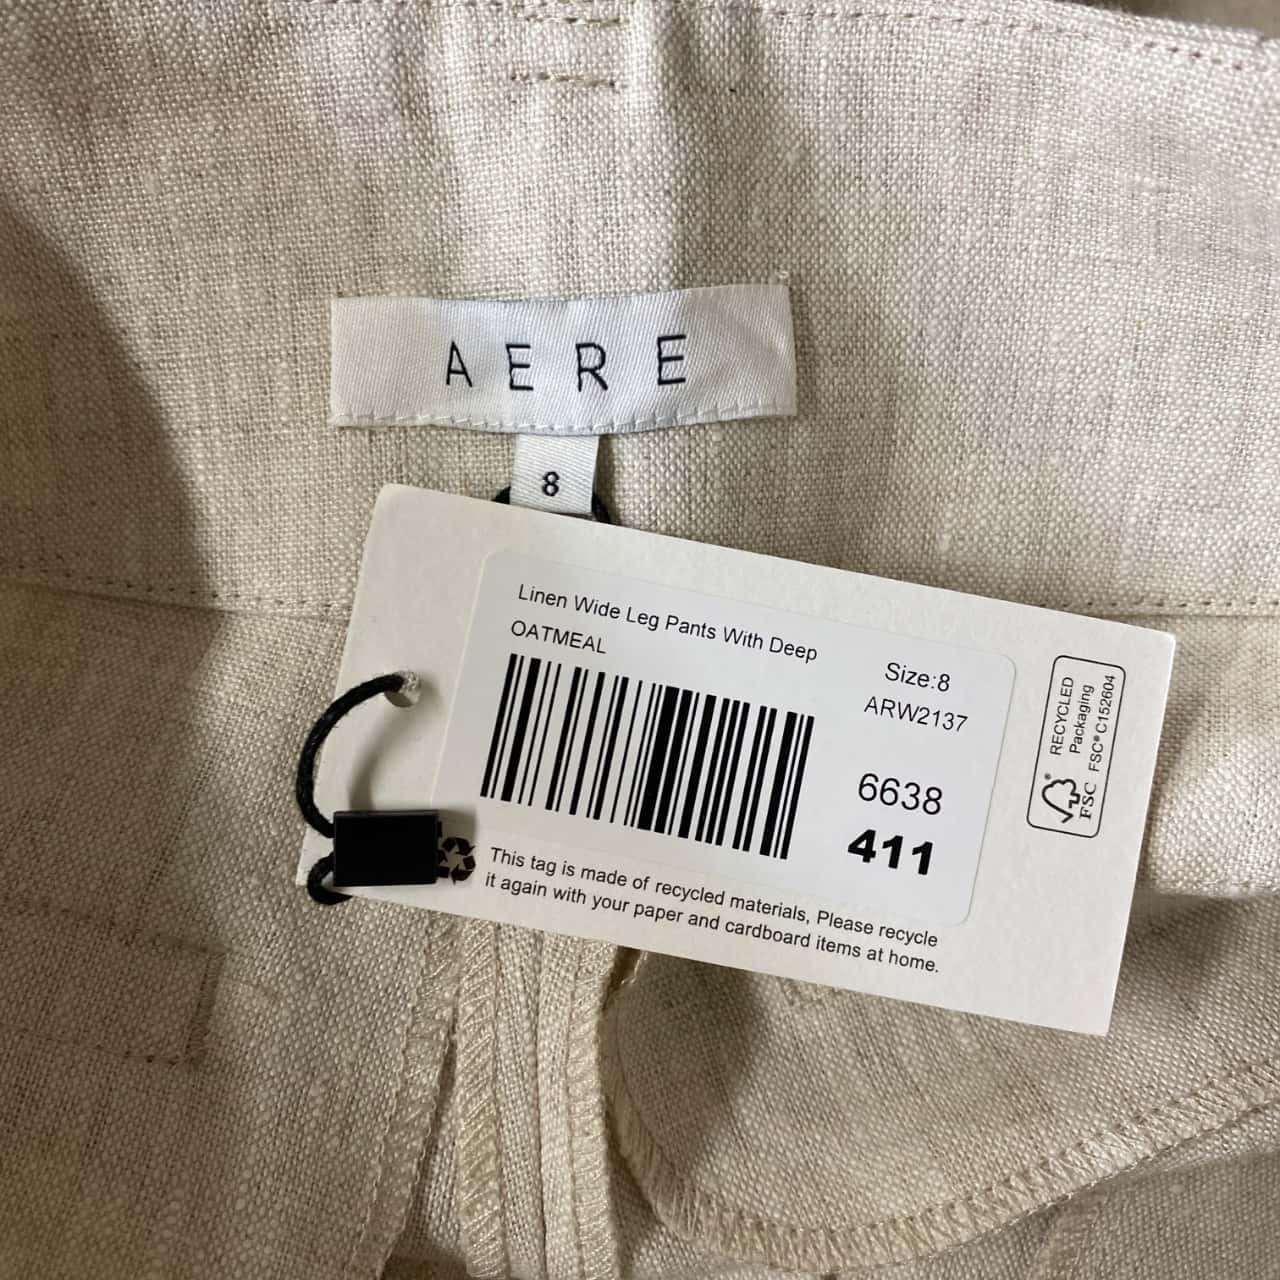 AERE
8
Linen Wide Leg Pants With Deep
OATMEAL
Size:8
ARW2137
6638
411
This tag is made of recycled materials, Please recycle
it again with your paper and cardboard items at home.
RECYCLED
Packaging
FSC® C152604
FSC